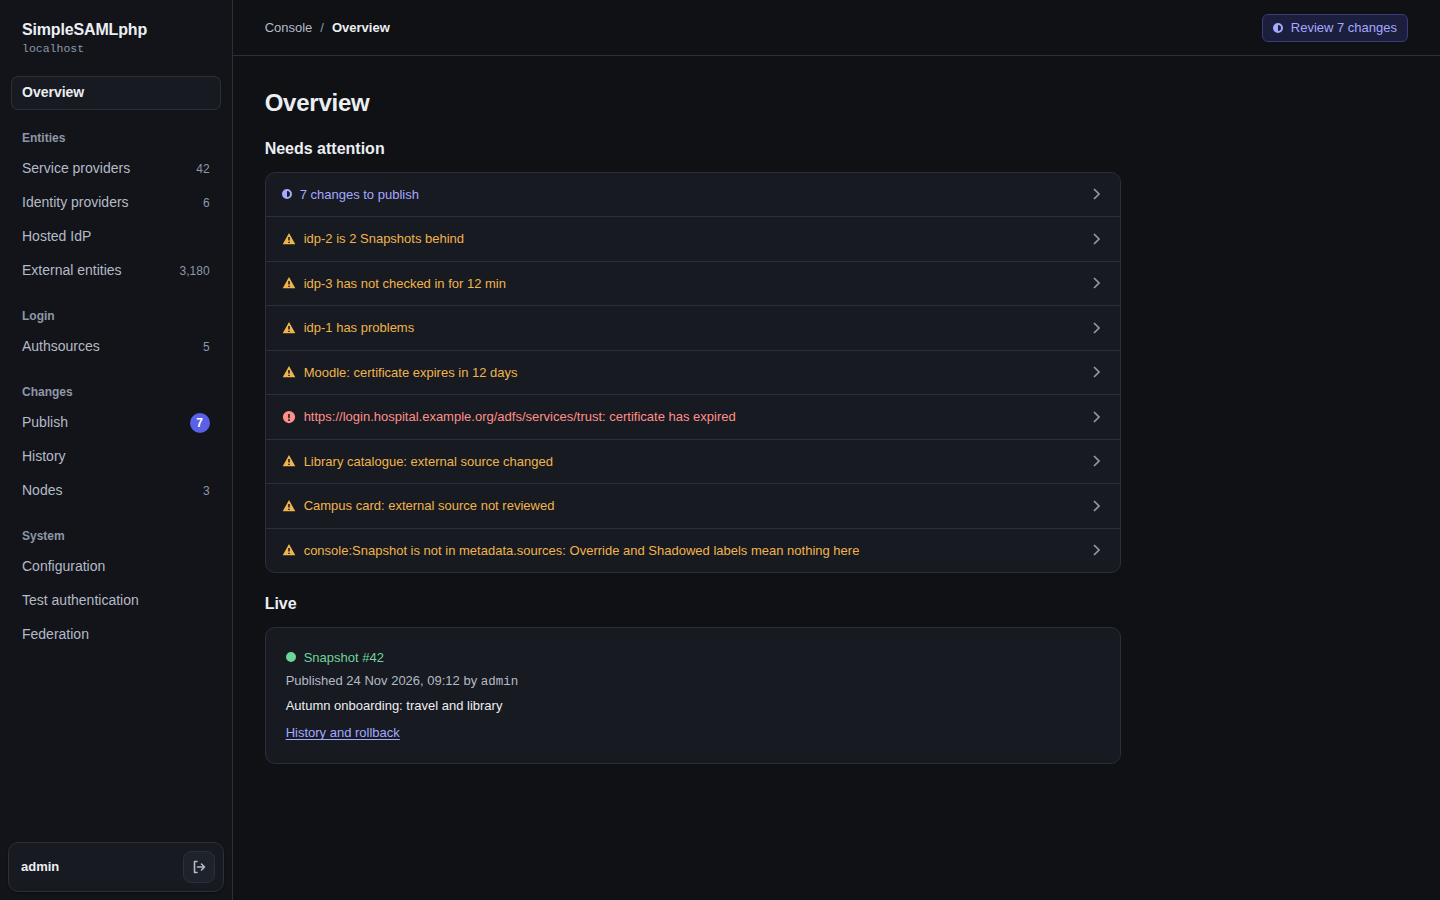 SimpleSAMLphp
localhost
Overview
Entities
Service providers 42
Identity providers 6
Hosted IdP
External entities 3,180
Login
Authsources 5
Changes
Publish 7
History
Nodes 3
System
Configuration
Test authentication
Federation
admin
Console / Overview
Review 7 changes
Overview
Needs attention
7 changes to publish
idp-2 is 2 Snapshots behind
idp-3 has not checked in for 12 min
idp-1 has problems
Moodle: certificate expires in 12 days
https://login.hospital.example.org/adfs/services/trust: certificate has expired
Library catalogue: external source changed
Campus card: external source not reviewed
console:Snapshot is not in metadata.sources: Override and Shadowed labels mean nothing here
Live
Snapshot #42
Published 24 Nov 2026, 09:12 by admin
Autumn onboarding: travel and library
History and rollback